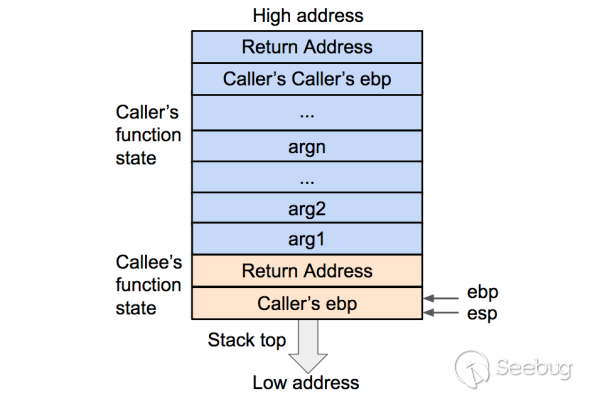 High address
Return Address
Caller's Caller's ebp
...
Caller's
function
state
argn
...
arg2
arg1
Callee's
function
state
Return Address
Caller's ebp
ebp
esp
Stack top
Low address
Seebug